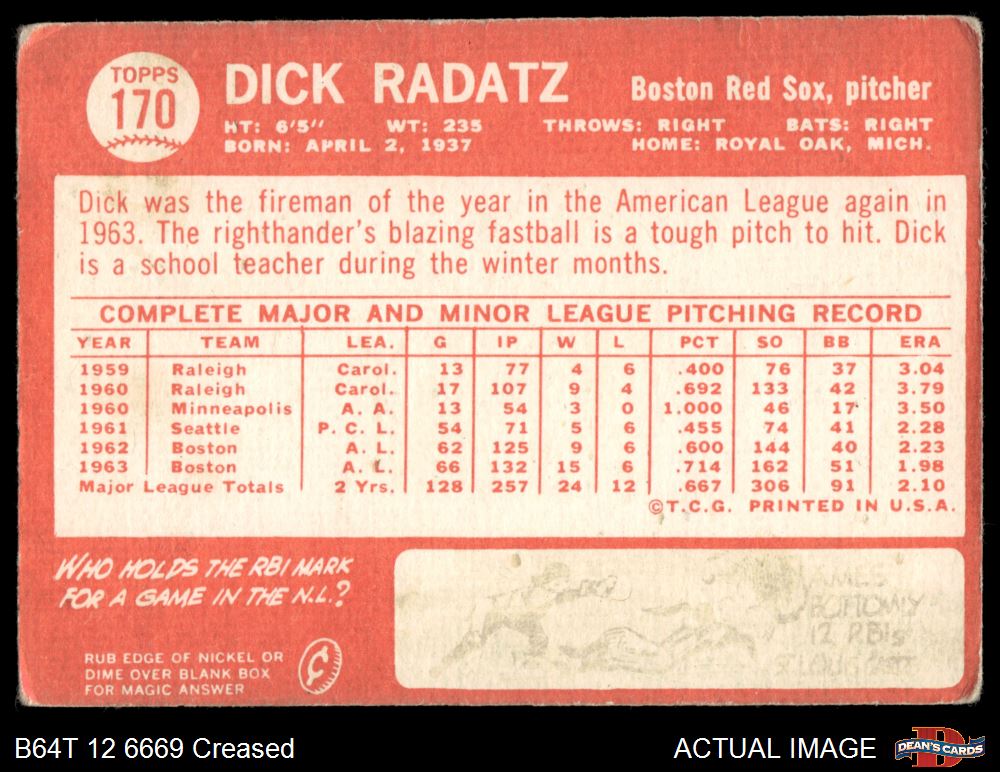 TOPPS
170
DICK RADATZ
Boston Red Sox, pitcher
HT: 6'5" WT: 235 THROWS: RIGHT BATS: RIGHT
BORN: APRIL 2, 1937 HOME: ROYAL OAK, MICH.
Dick was the fireman of the year in the American League again in
1963. The righthander's blazing fastball is a tough pitch to hit. Dick
is a school teacher during the winter months.
COMPLETE MAJOR AND MINOR LEAGUE PITCHING RECORD
YEAR TEAM LEA. G IP W L PCT SO BB ERA
1959 Raleigh Carol. 13 77 4 6 .400 76 37 3.04
1960 Raleigh Carol. 17 107 9 4 .692 133 42 3.79
1960 Minneapolis A. A. 13 54 3 0 1.000 46 17 3.50
1961 Seattle P. C. L. 54 71 5 6 .455 74 41 2.28
1962 Boston A. L. 62 125 9 6 .600 144 40 2.23
1963 Boston A. L. 66 132 15 6 .714 162 51 1.98
Major League Totals 2 Yrs. 128 257 24 12 .667 306 91 2.10
©T.C.G. PRINTED IN U.S.A.
WHO HOLDS THE RBI MARK
FOR A GAME IN THE N.L.?
RUB EDGE OF NICKEL OR
DIME OVER BLANK BOX
FOR MAGIC ANSWER
BOTTOMLY
12 RBIs
B64T 12 6669 Creased
ACTUAL IMAGE
DEAN'S CARDS